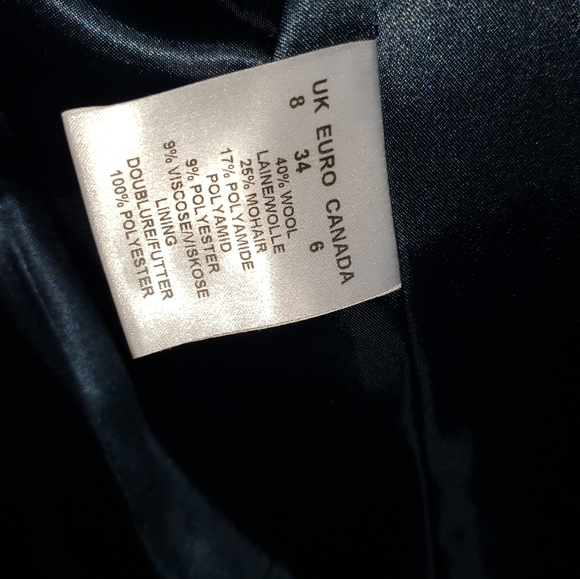 UK EURO CANADA
8 34 6
40% WOOL
LAINE/WOLLE
25% MOHAIR
17% POLYAMIDE
POLYAMID
9% POLYESTER
9% VISCOSE/VISKOSE
LINING
DOUBLURE/FUTTER
100% POLYESTER